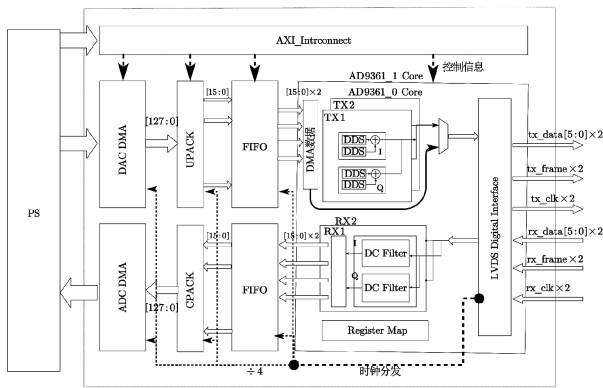 AXI_Intrconnect
控制信息
AD9361_1 Core
AD9361_0 Core
TX2
TX1
[15:0]
[15:0]×2
[127:0]
DAC DMA
UPACK
FIFO
DMA数据
DDS
DDS
I
DDS
DDS
Q
LVDS Digital Interface
tx_data[5:0]×2
tx_frame×2
tx_clk×2
rx_data[5:0]×2
rx_frame×2
rx_clk×2
PS
RX2
RX1
[15:0]
[15:0]×2
I
DC Filter
Q
DC Filter
ADC DMA
CPACK
FIFO
[127:0]
Register Map
÷4
时钟分发